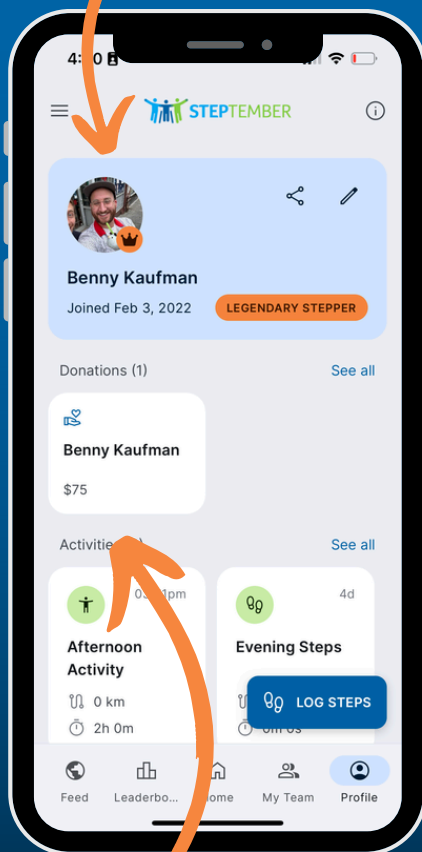 STEPTEMBER
Benny Kaufman
Joined Feb 3, 2022
LEGENDARY STEPPER
Donations (1)
See all
Benny Kaufman
$75
See all
4d
Afternoon
Activity
Evening Steps
0 km
2h 0m
LOG STEPS
Feed
Leaderbo...
My Team
Profile